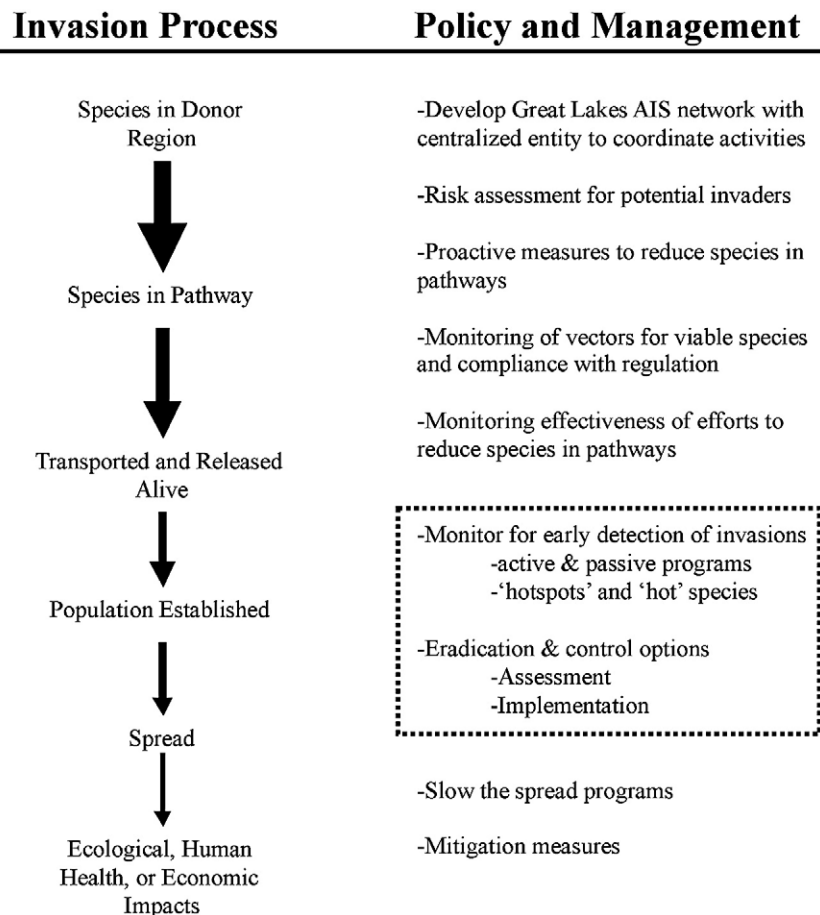 Invasion Process
Policy and Management
Species in Donor
Region
Species in Pathway
Transported and Released
Alive
Population Established
Spread
Ecological, Human
Health, or Economic
Impacts
-Develop Great Lakes AIS network with
centralized entity to coordinate activities
-Risk assessment for potential invaders
-Proactive measures to reduce species in
pathways
-Monitoring of vectors for viable species
and compliance with regulation
-Monitoring effectiveness of efforts to
reduce species in pathways
-Monitor for early detection of invasions
-active & passive programs
-‘hotspots’ and ‘hot’ species
-Eradication & control options
-Assessment
-Implementation
-Slow the spread programs
-Mitigation measures